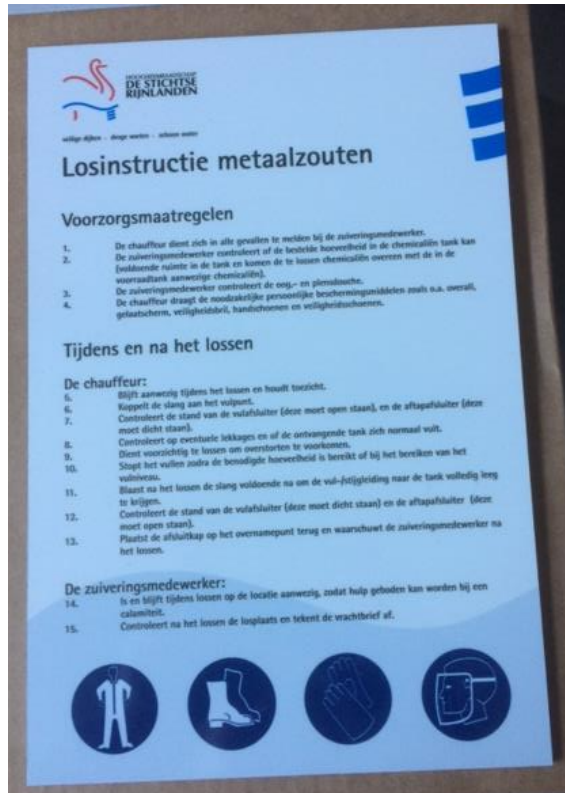 HOOGHEEMRAADSCHAP
DE STICHTSE
RIJNLANDEN
veilige dijken - droge voeten - schoon water
Losinstructie metaalzouten
Voorzorgsmaatregelen
1. De chauffeur dient zich in alle gevallen te melden bij de zuiveringsmedewerker.
2. De zuiveringsmedewerker controleert of de bestelde hoeveelheid in de chemicaliën tank kan
(voldoende ruimte in de tank en komen de te lossen chemicaliën overeen met de in de
voorraadtank aanwezige chemicaliën).
3. De zuiveringsmedewerker controleert de oog,- en plensdouche.
4. De chauffeur draagt de noodzakelijke persoonlijke beschermingsmiddelen zoals o.a. overall,
gelaatscherm, veiligheidsbril, handschoenen en veiligheidsschoenen.
Tijdens en na het lossen
De chauffeur:
5. Blijft aanwezig tijdens het lossen en houdt toezicht.
6. Koppelt de slang aan het vulpunt.
7. Controleert de stand van de vulafsluiter (deze moet open staan), en de aftapafsluiter (deze
moet dicht staan).
8. Controleert op eventuele lekkages en of de ontvangende tank zich normaal vult.
9. Dient voorzichtig te lossen om overstorten te voorkomen.
10. Stopt het vullen zodra de benodigde hoeveelheid is bereikt of bij het bereiken van het
vulniveau.
11. Blaast na het lossen de slang voldoende na om de vul-/stijgleiding naar de tank volledig leeg
te krijgen.
12. Controleert de stand van de vulafsluiter (deze moet dicht staan) en de aftapafsluiter (deze
moet open staan).
13. Plaatst de afsluitkap op het overnamepunt terug en waarschuwt de zuiveringsmedewerker na
het lossen.
De zuiveringsmedewerker:
14. Is en blijft tijdens lossen op de locatie aanwezig, zodat hulp geboden kan worden bij een
calamiteit.
15. Controleert na het lossen de losplaats en tekent de vrachtbrief af.